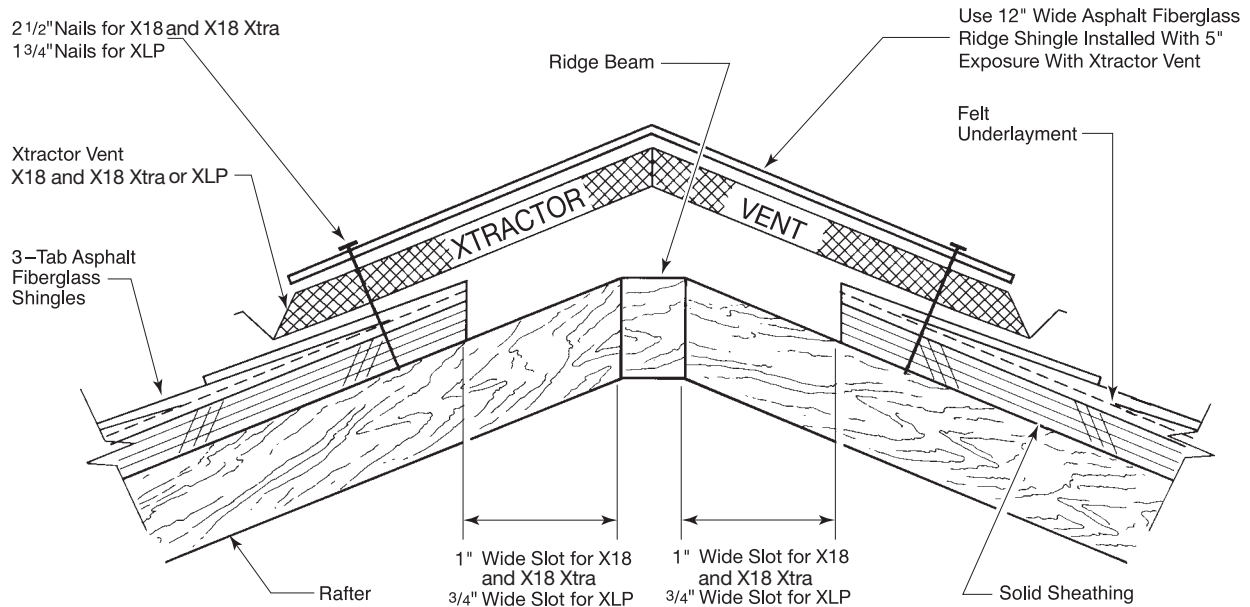 2 1/2" Nails for X18 and X18 Xtra
1 3/4" Nails for XLP
Use 12" Wide Asphalt Fiberglass
Ridge Shingle Installed With 5"
Exposure With Xtractor Vent
Ridge Beam
Felt
Underlayment
Xtractor Vent
X18 and X18 Xtra or XLP
XTRACTOR
VENT
3–Tab Asphalt
Fiberglass
Shingles
1" Wide Slot for X18
and X18 Xtra
3/4" Wide Slot for XLP
1" Wide Slot for X18
and X18 Xtra
3/4" Wide Slot for XLP
Rafter
Solid Sheathing